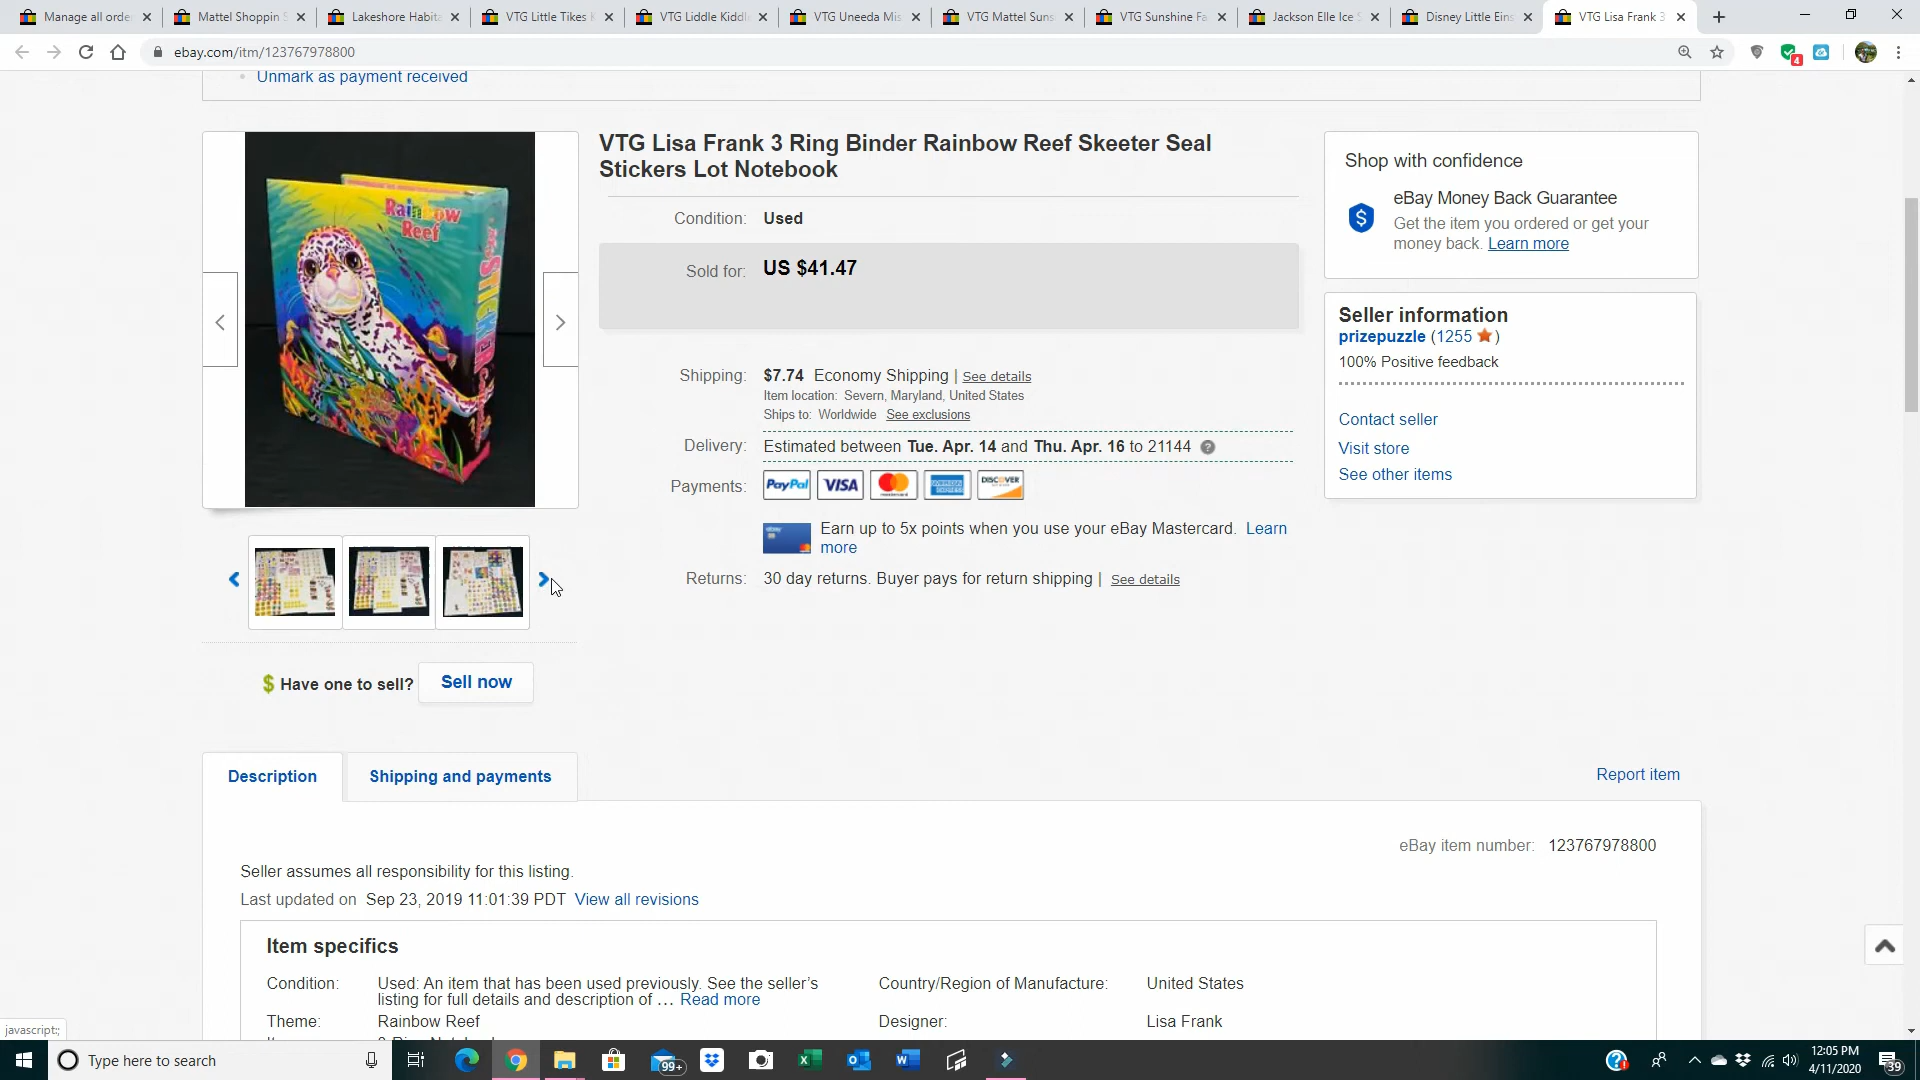 Manage all orde
Mattel Shoppin S
Lakeshore Habita
VTG Little Tikes K
VTG Liddle Kiddl
VTG Uneeda Mis
VTG Mattel Suns
VTG Sunshine Fa
Jackson Elle Ice S
Disney Little Eins
VTG Lisa Frank 3
ebay.com/itm/123767978800
4
Unmark as payment received
VTG Lisa Frank 3 Ring Binder Rainbow Reef Skeeter Seal
Stickers Lot Notebook
Rainbow
Reef
STICKER
Condition: Used
Sold for: US $41.47
Shipping: $7.74 Economy Shipping | See details
Item location: Severn, Maryland, United States
Ships to: Worldwide See exclusions
Delivery: Estimated between Tue. Apr. 14 and Thu. Apr. 16 to 21144 ?
Payments: PayPal VISA DISCOVER
Earn up to 5x points when you use your eBay Mastercard. Learn
more
Returns: 30 day returns. Buyer pays for return shipping | See details
Shop with confidence
eBay Money Back Guarantee
Get the item you ordered or get your
money back. Learn more
Seller information
prizepuzzle (1255 )
100% Positive feedback
Contact seller
Visit store
See other items
$ Have one to sell? Sell now
Description
Shipping and payments
Report item
eBay item number: 123767978800
Seller assumes all responsibility for this listing.
Last updated on Sep 23, 2019 11:01:39 PDT View all revisions
Item specifics
Condition: Used: An item that has been used previously. See the seller's
listing for full details and description of ... Read more
Country/Region of Manufacture: United States
Theme: Rainbow Reef
Designer: Lisa Frank
javascript:;
Type here to search
99+
12:05 PM
4/11/2020
39